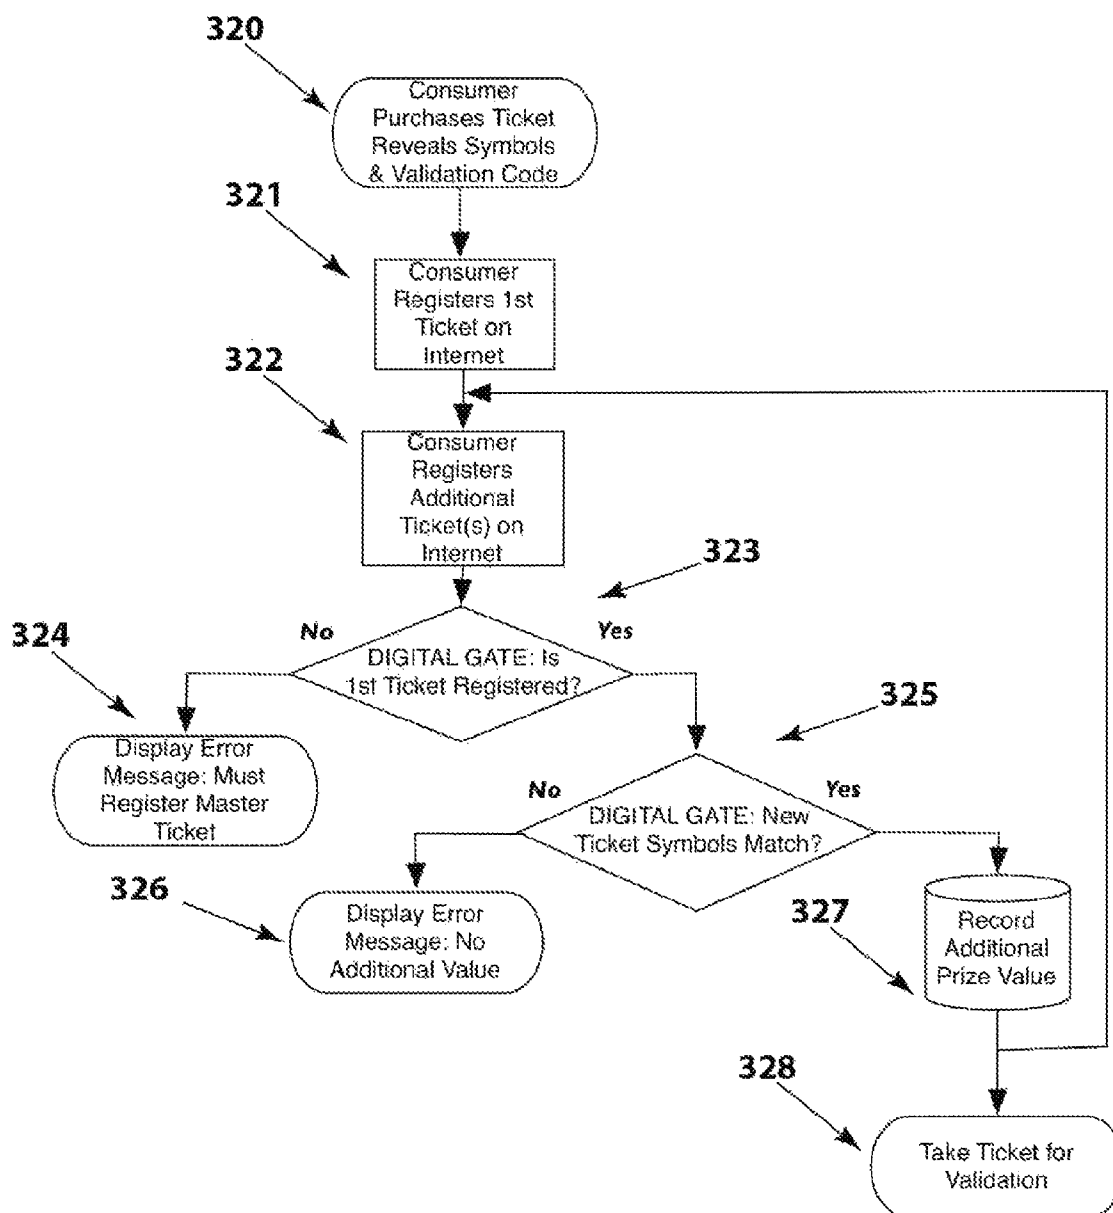 320
Consumer
Purchases Ticket
Reveals Symbols
& Validation Code
321
Consumer
Registers 1st
Ticket on
Internet
322
Consumer
Registers
Additional
Ticket(s) on
Internet
323
No
Yes
DIGITAL GATE: Is
1st Ticket Registered?
324
Display Error
Message: Must
Register Master
Ticket
325
No
Yes
DIGITAL GATE: New
Ticket Symbols Match?
326
Display Error
Message: No
Additional Value
327
Record
Additional
Prize Value
328
Take Ticket for
Validation